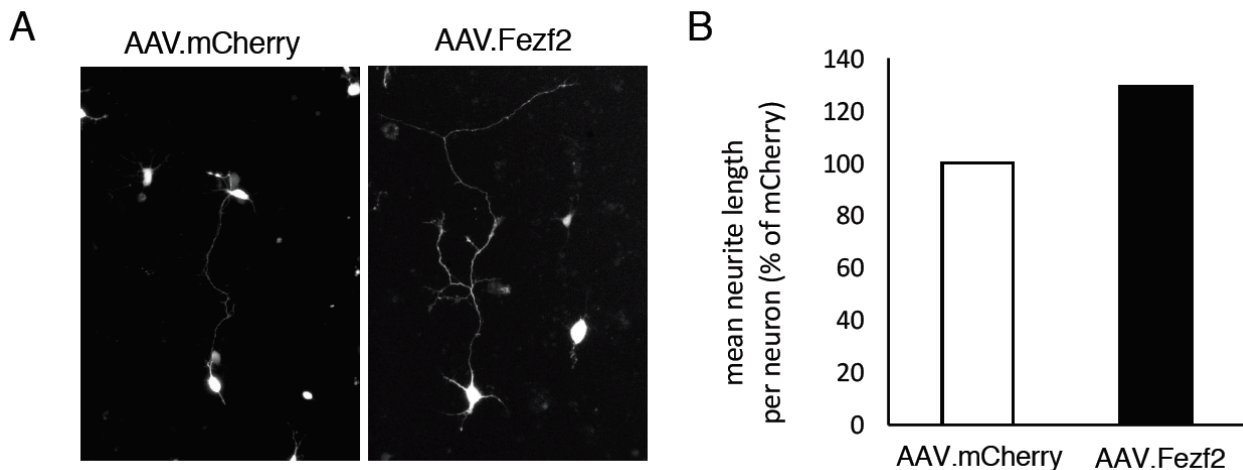 A
AAV.mCherry
AAV.Fezf2
B
mean neurite length
per neuron (% of mCherry)
140
120
100
80
60
40
20
0
AAV.mCherry
AAV.Fezf2